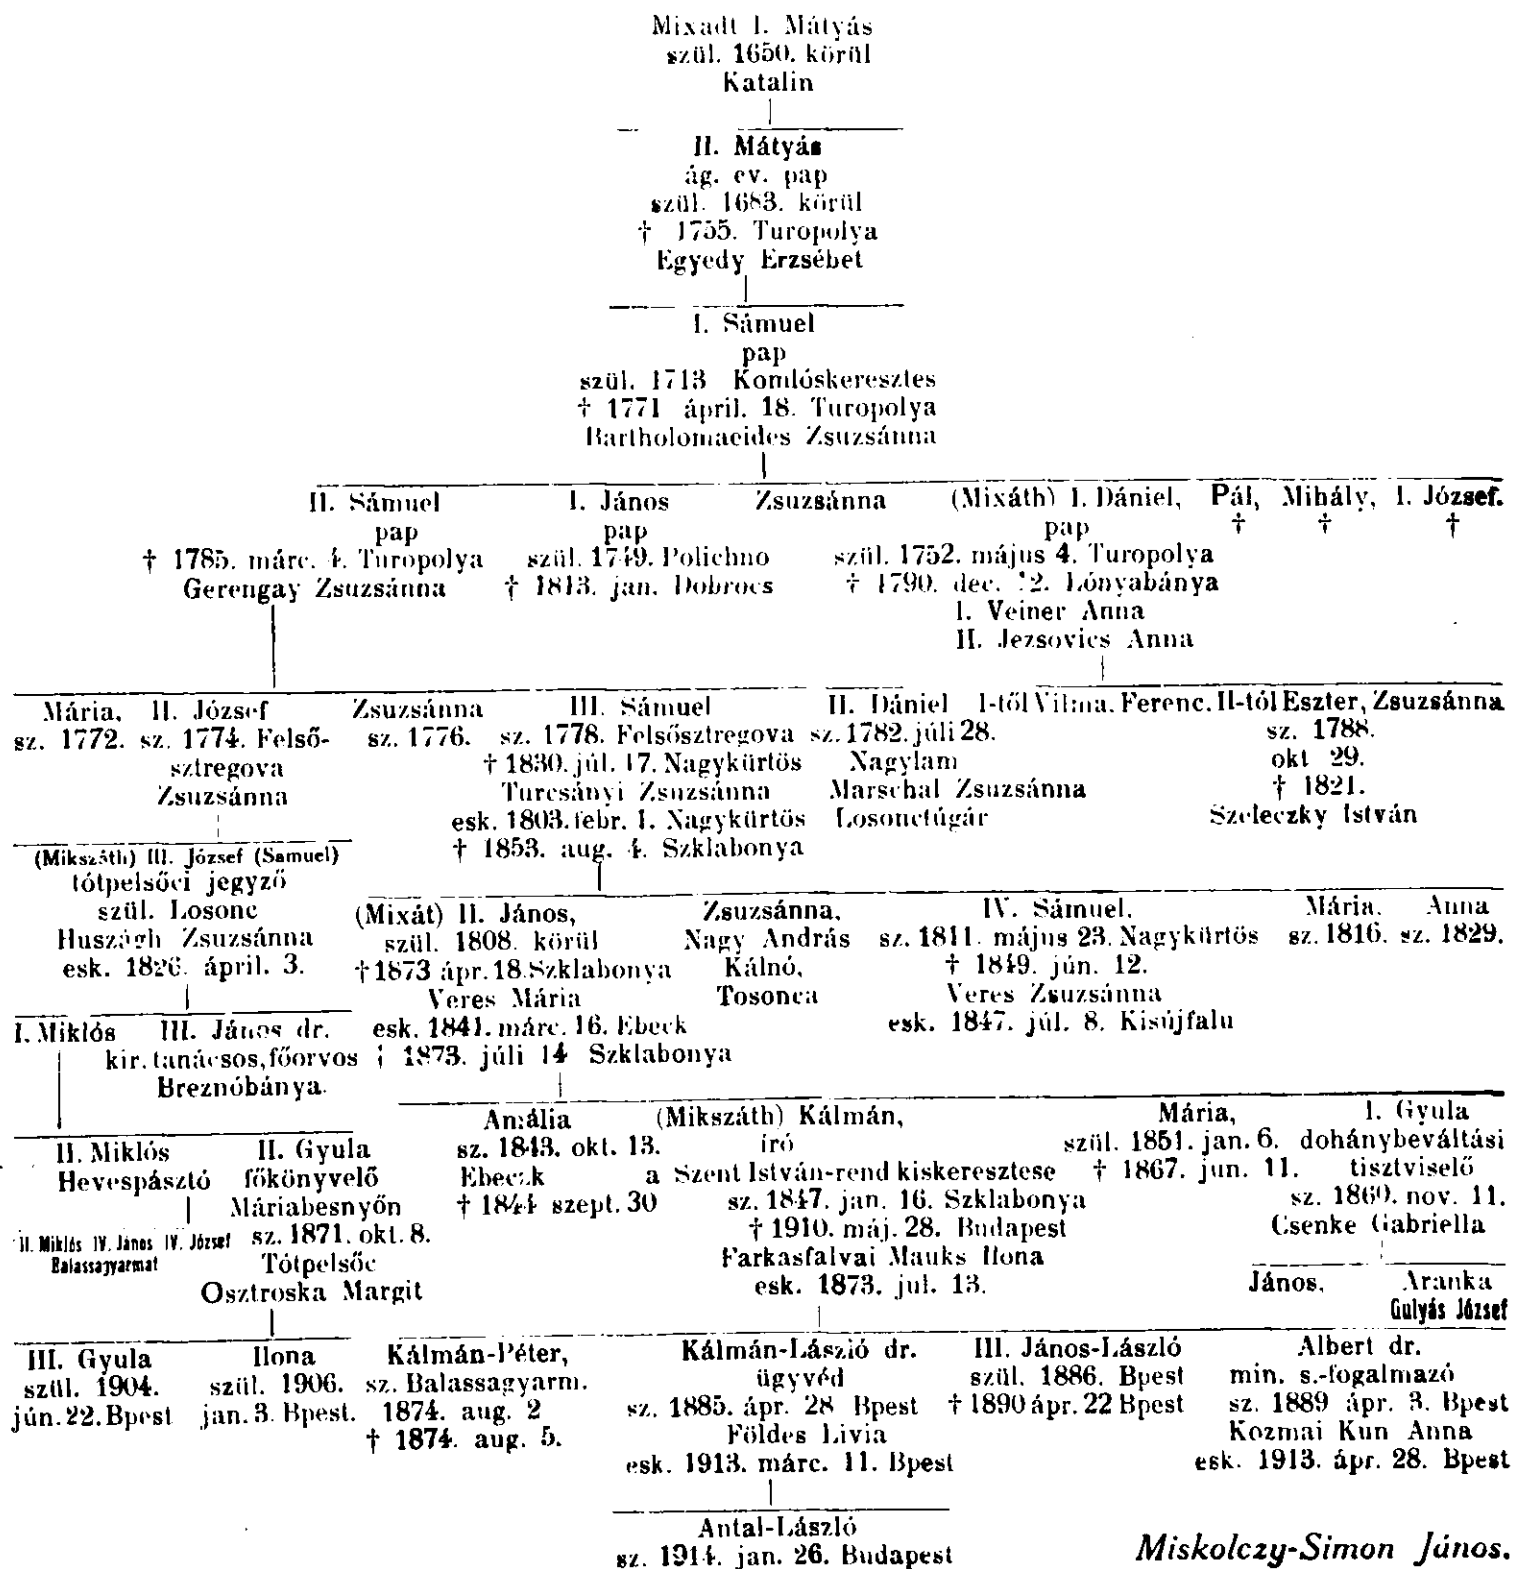 Mixadt I. Mátyás
szül. 1650. körül
Katalin
II. Mátyás
ág. ev. pap
szül. 1683. körül
† 1755. Turopolya
Egyedy Erzsébet
I. Sámuel
pap
szül. 1713 Komlóskeresztes
† 1771 ápril. 18. Turopolya
Bartholomaeides Zsuzsánna
II. Sámuel
pap
† 1785. márc. 4. Turopolya
Gerengay Zsuzsánna
I. János
pap
szül. 1749. Polichno
† 1813. jan. Dobrocs
Zsuzsánna
(Mixáth) I. Dániel,
pap
szül. 1752. május 4. Turopolya
† 1790. dec. 12. Lónyabánya
I. Veiner Anna
II. Jezsovics Anna
Pál,
†
Mihály,
†
I. József.
†
Mária,
sz. 1772.
II. József
sz. 1774. Felső-
sztregova
Zsuzsánna
Zsuzsánna
sz. 1776.
III. Sámuel
sz. 1778. Felsősztregova
† 1830. júl. 17. Nagykürtös
Turcsányi Zsuzsánna
esk. 1803. febr. 1. Nagykürtös
† 1853. aug. 4. Szklabonya
II. Dániel
sz. 1782. júli 28.
Nagylam
Marschal Zsuzsánna
Losonctúgár
I-től Vilma. Ferenc. II-tól Eszter, Zsuzsánna
sz. 1788.
okt 29.
† 1821.
Szeleczky István
(Mikszáth) III. József (Samuel)
tótpelsőci jegyző
szül. Losonc
Huszágh Zsuzsánna
esk. 1826. ápril. 3.
(Mixát) II. János,
szül. 1808. körül
† 1873 ápr. 18. Szklabonya
Veres Mária
esk. 1841. márc. 16. Ebeck
† 1873. júli 14 Szklabonya
Zsuzsánna,
Nagy András
Kálnó,
Tosonca
IV. Sámuel,
sz. 1811. május 23. Nagykürtös
† 1849. jún. 12.
Veres Zsuzsánna
esk. 1847. júl. 8. Kisújfalu
Mária.
sz. 1816.
Anna
sz. 1829.
I. Miklós
III. János dr.
kir. tanácsos, főorvos
Breznóbánya.
II. Miklós
Hevespásztó
II. Gyula
főkönyvelő
Máriabesnyőn
sz. 1871. okt. 8.
Tótpelsőc
Osztroska Margit
II. Miklós IV. János IV. József
Balassagyarmat
Amália
sz. 1843. okt. 13.
Ebeczk
† 1844 szept. 30
(Mikszáth) Kálmán,
író
a Szent István-rend kiskeresztese
sz. 1847. jan. 16. Szklabonya
† 1910. máj. 28. Budapest
Farkasfalvai Mauks Ilona
esk. 1873. jul. 13.
Mária,
szül. 1851. jan. 6.
† 1867. jun. 11.
I. Gyula
dohánybeváltási
tisztviselő
sz. 1860. nov. 11.
Csenke Gabriella
János,
Aranka
Gulyás József
III. Gyula
szül. 1904.
jún. 22. Bpest
Ilona
szül. 1906.
jan. 3. Bpest.
Kálmán-Péter,
sz. Balassagyarm.
1874. aug. 2
† 1874. aug. 5.
Kálmán-László dr.
ügyvéd
sz. 1885. ápr. 28 Bpest
Földes Livia
esk. 1913. márc. 11. Bpest
III. János-László
szül. 1886. Bpest
† 1890 ápr. 22 Bpest
Albert dr.
min. s.-fogalmazó
sz. 1889 ápr. 3. Bpest
Kozmai Kun Anna
esk. 1913. ápr. 28. Bpest
Antal-László
sz. 1914. jan. 26. Budapest
Miskolczy-Simon János.